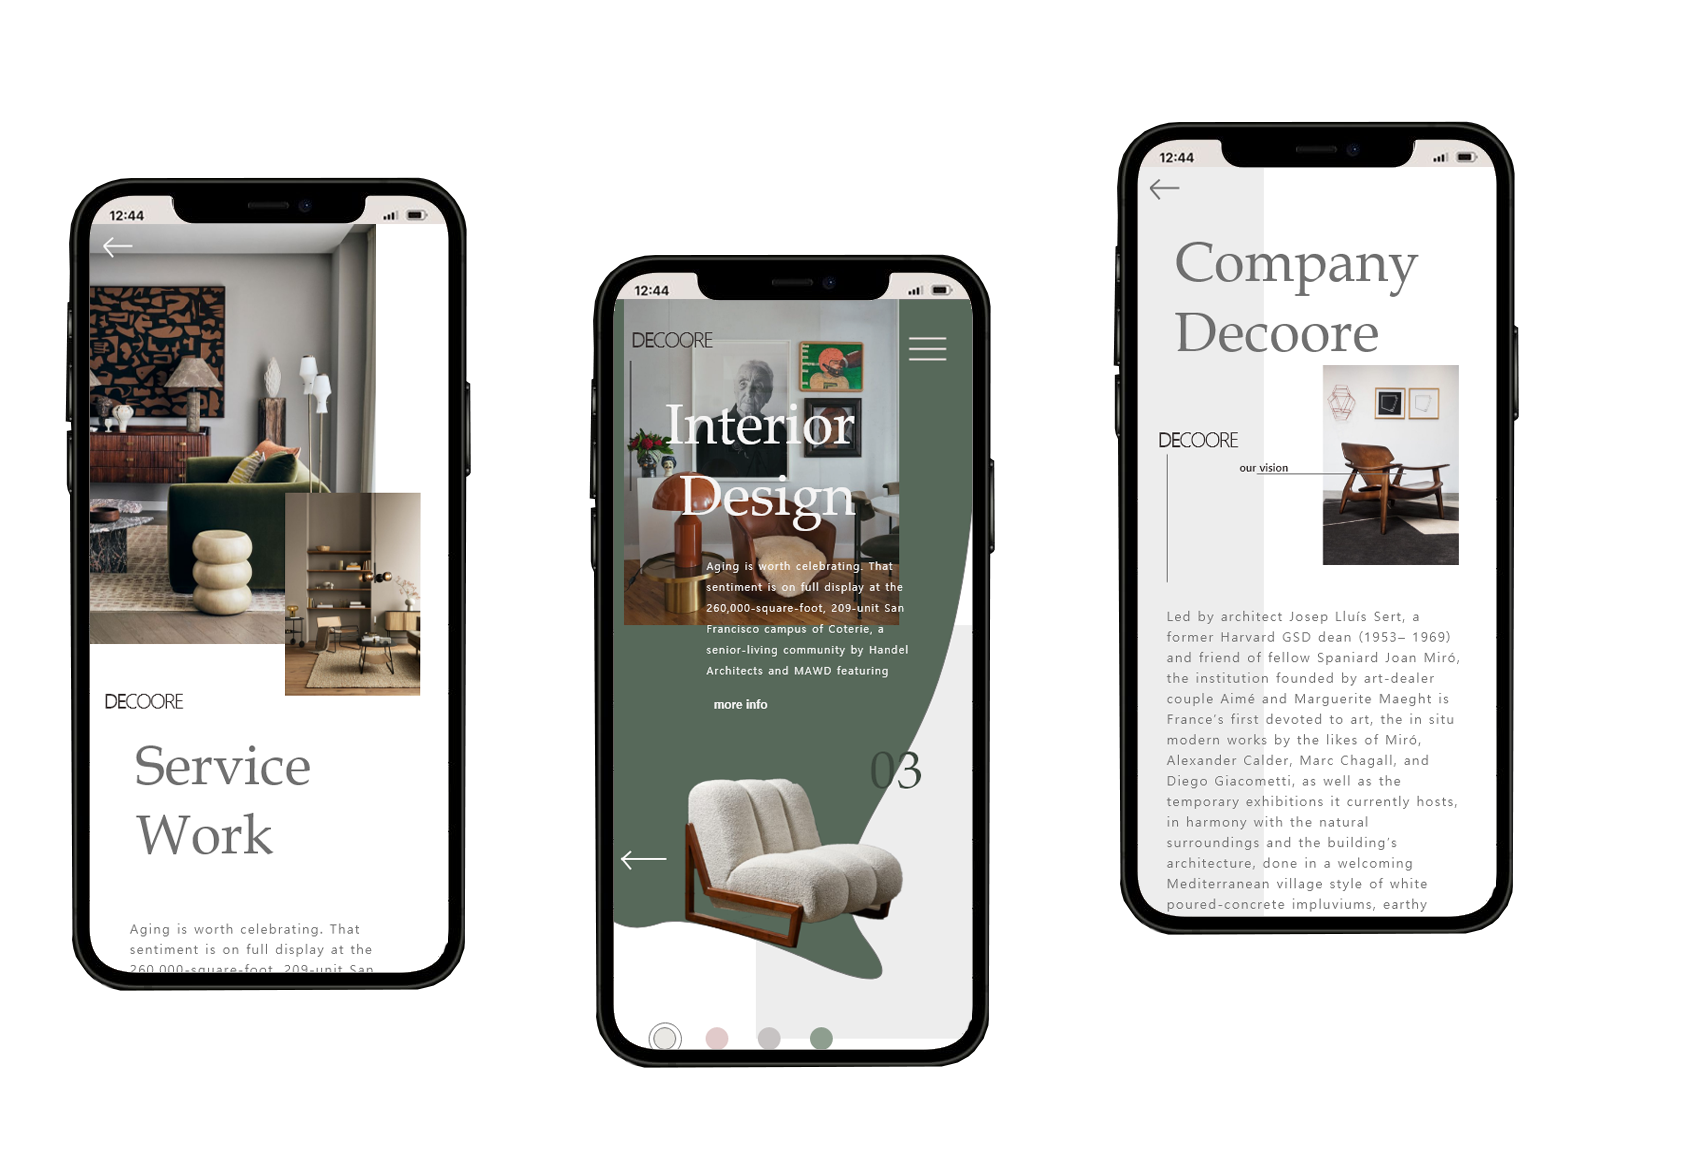 12:44
DECOORE
Service
Work
Aging is worth celebrating. That
sentiment is on full display at the
260,000-square-foot, 209-unit San
12:44
DECOORE
Interior
Design
Aging is worth celebrating. That
sentiment is on full display at the
260,000-square-foot, 209-unit San
Francisco campus of Coterie, a
senior-living community by Handel
Architects and MAWD featuring
more info
03
12:44
Company
Decoore
DECOORE
our vision
Led by architect Josep Lluís Sert, a
former Harvard GSD dean (1953– 1969)
and friend of fellow Spaniard Joan Miró,
the institution founded by art-dealer
couple Aimé and Marguerite Maeght is
France's first devoted to art, the in situ
modern works by the likes of Miró,
Alexander Calder, Marc Chagall, and
Diego Giacometti, as well as the
temporary exhibitions it currently hosts,
in harmony with the natural
surroundings and the building's
architecture, done in a welcoming
Mediterranean village style of white
poured-concrete impluviums, earthy